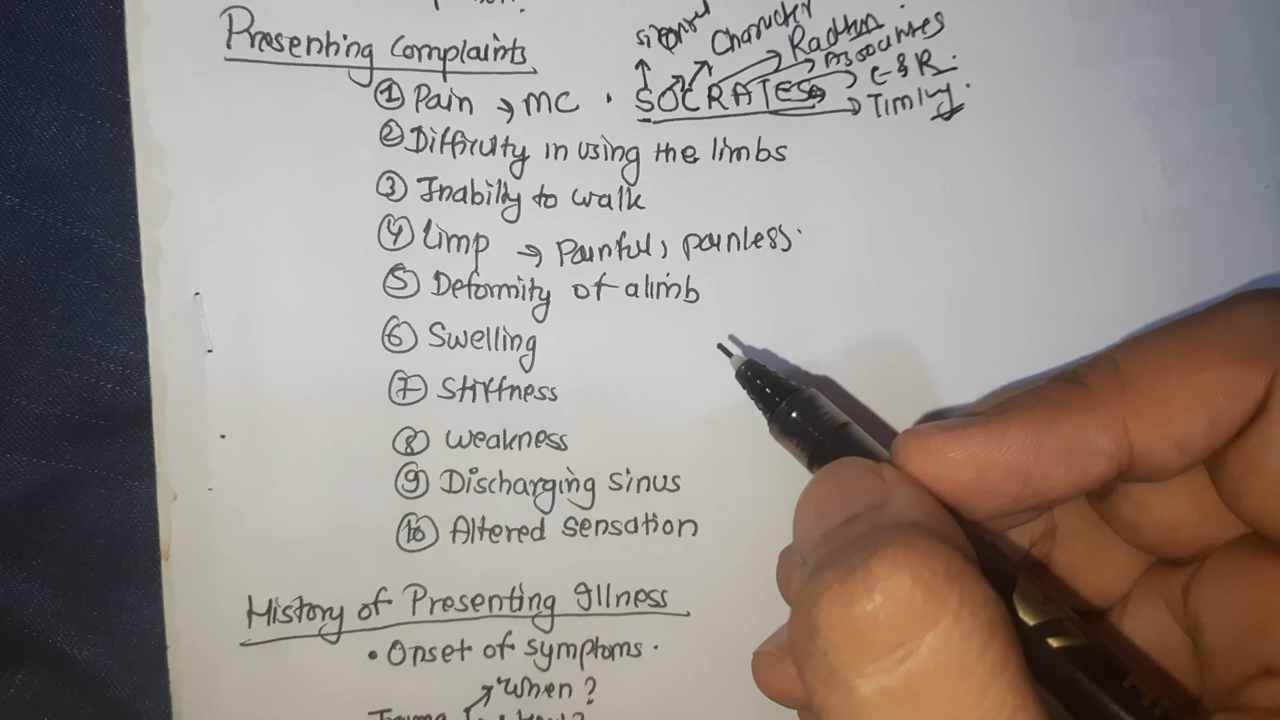 Presenting Complaints
Character
Radtion
Associates
E & R.
① Pain → MC • SOCRATES
Timing.
② Difficulty in using the limbs
③ Inability to walk
④ Limp → Painful, painless.
⑤ Deformity of a limb
⑥ Swelling
⑦ Stiffness
⑧ Weakness
⑨ Discharging Sinus
⑩ Altered sensation
History of Presenting Illness
• Onset of symptoms.
When?
Trauma